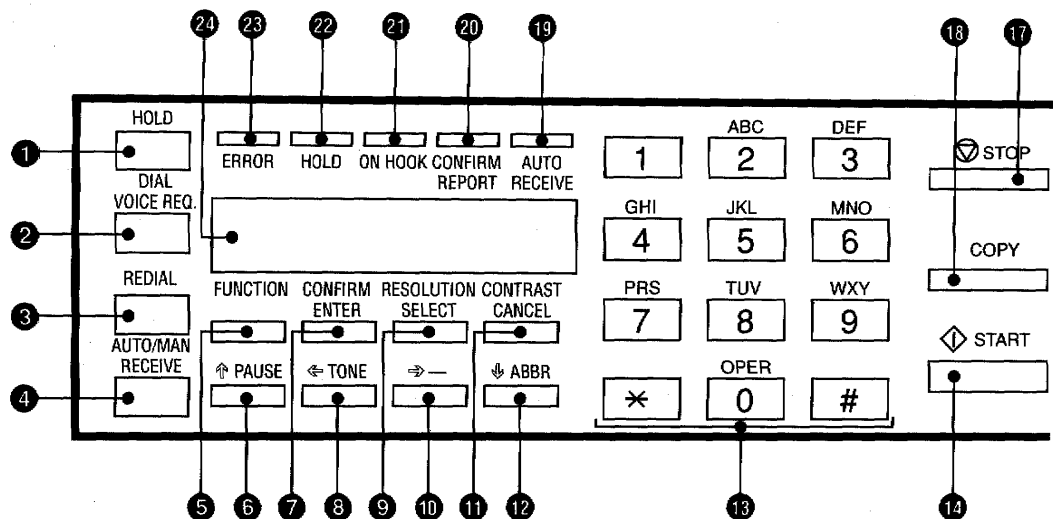 24 23 22 21 20 19 18 17
HOLD
1
ERROR HOLD ON HOOK CONFIRM REPORT AUTO RECEIVE
DIAL
VOICE REQ.
2
REDIAL
3
AUTO/MAN
RECEIVE
4
FUNCTION CONFIRM ENTER RESOLUTION SELECT CONTRAST CANCEL
⇑ PAUSE ⇐ TONE ⇒ — ⇓ ABBR
ABC DEF
1 2 3
GHI JKL MNO
4 5 6
PRS TUV WXY
7 8 9
OPER
* 0 #
STOP
COPY
START
5 6 7 8 9 10 11 12 13 14